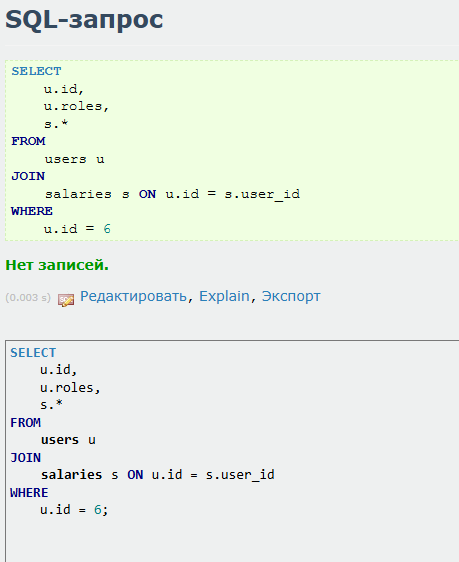 SQL-запрос
SELECT
u.id,
u.roles,
s.*
FROM
users u
JOIN
salaries s ON u.id = s.user_id
WHERE
u.id = 6
Нет записей.
(0.003 s) Редактировать, Explain, Экспорт
SELECT
u.id,
u.roles,
s.*
FROM
users u
JOIN
salaries s ON u.id = s.user_id
WHERE
u.id = 6;